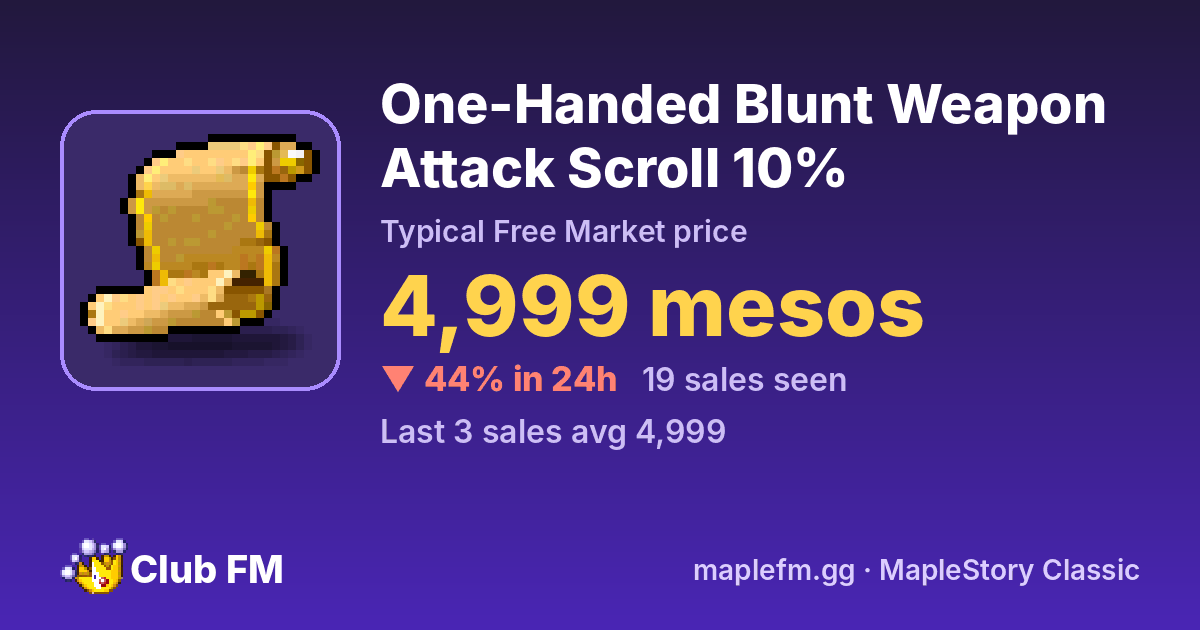 One-Handed Blunt Weapon
Attack Scroll 10%
Typical Free Market price
4,999 mesos
▼ 44% in 24h 19 sales seen
Last 3 sales avg 4,999
Club FM
maplefm.gg · MapleStory Classic